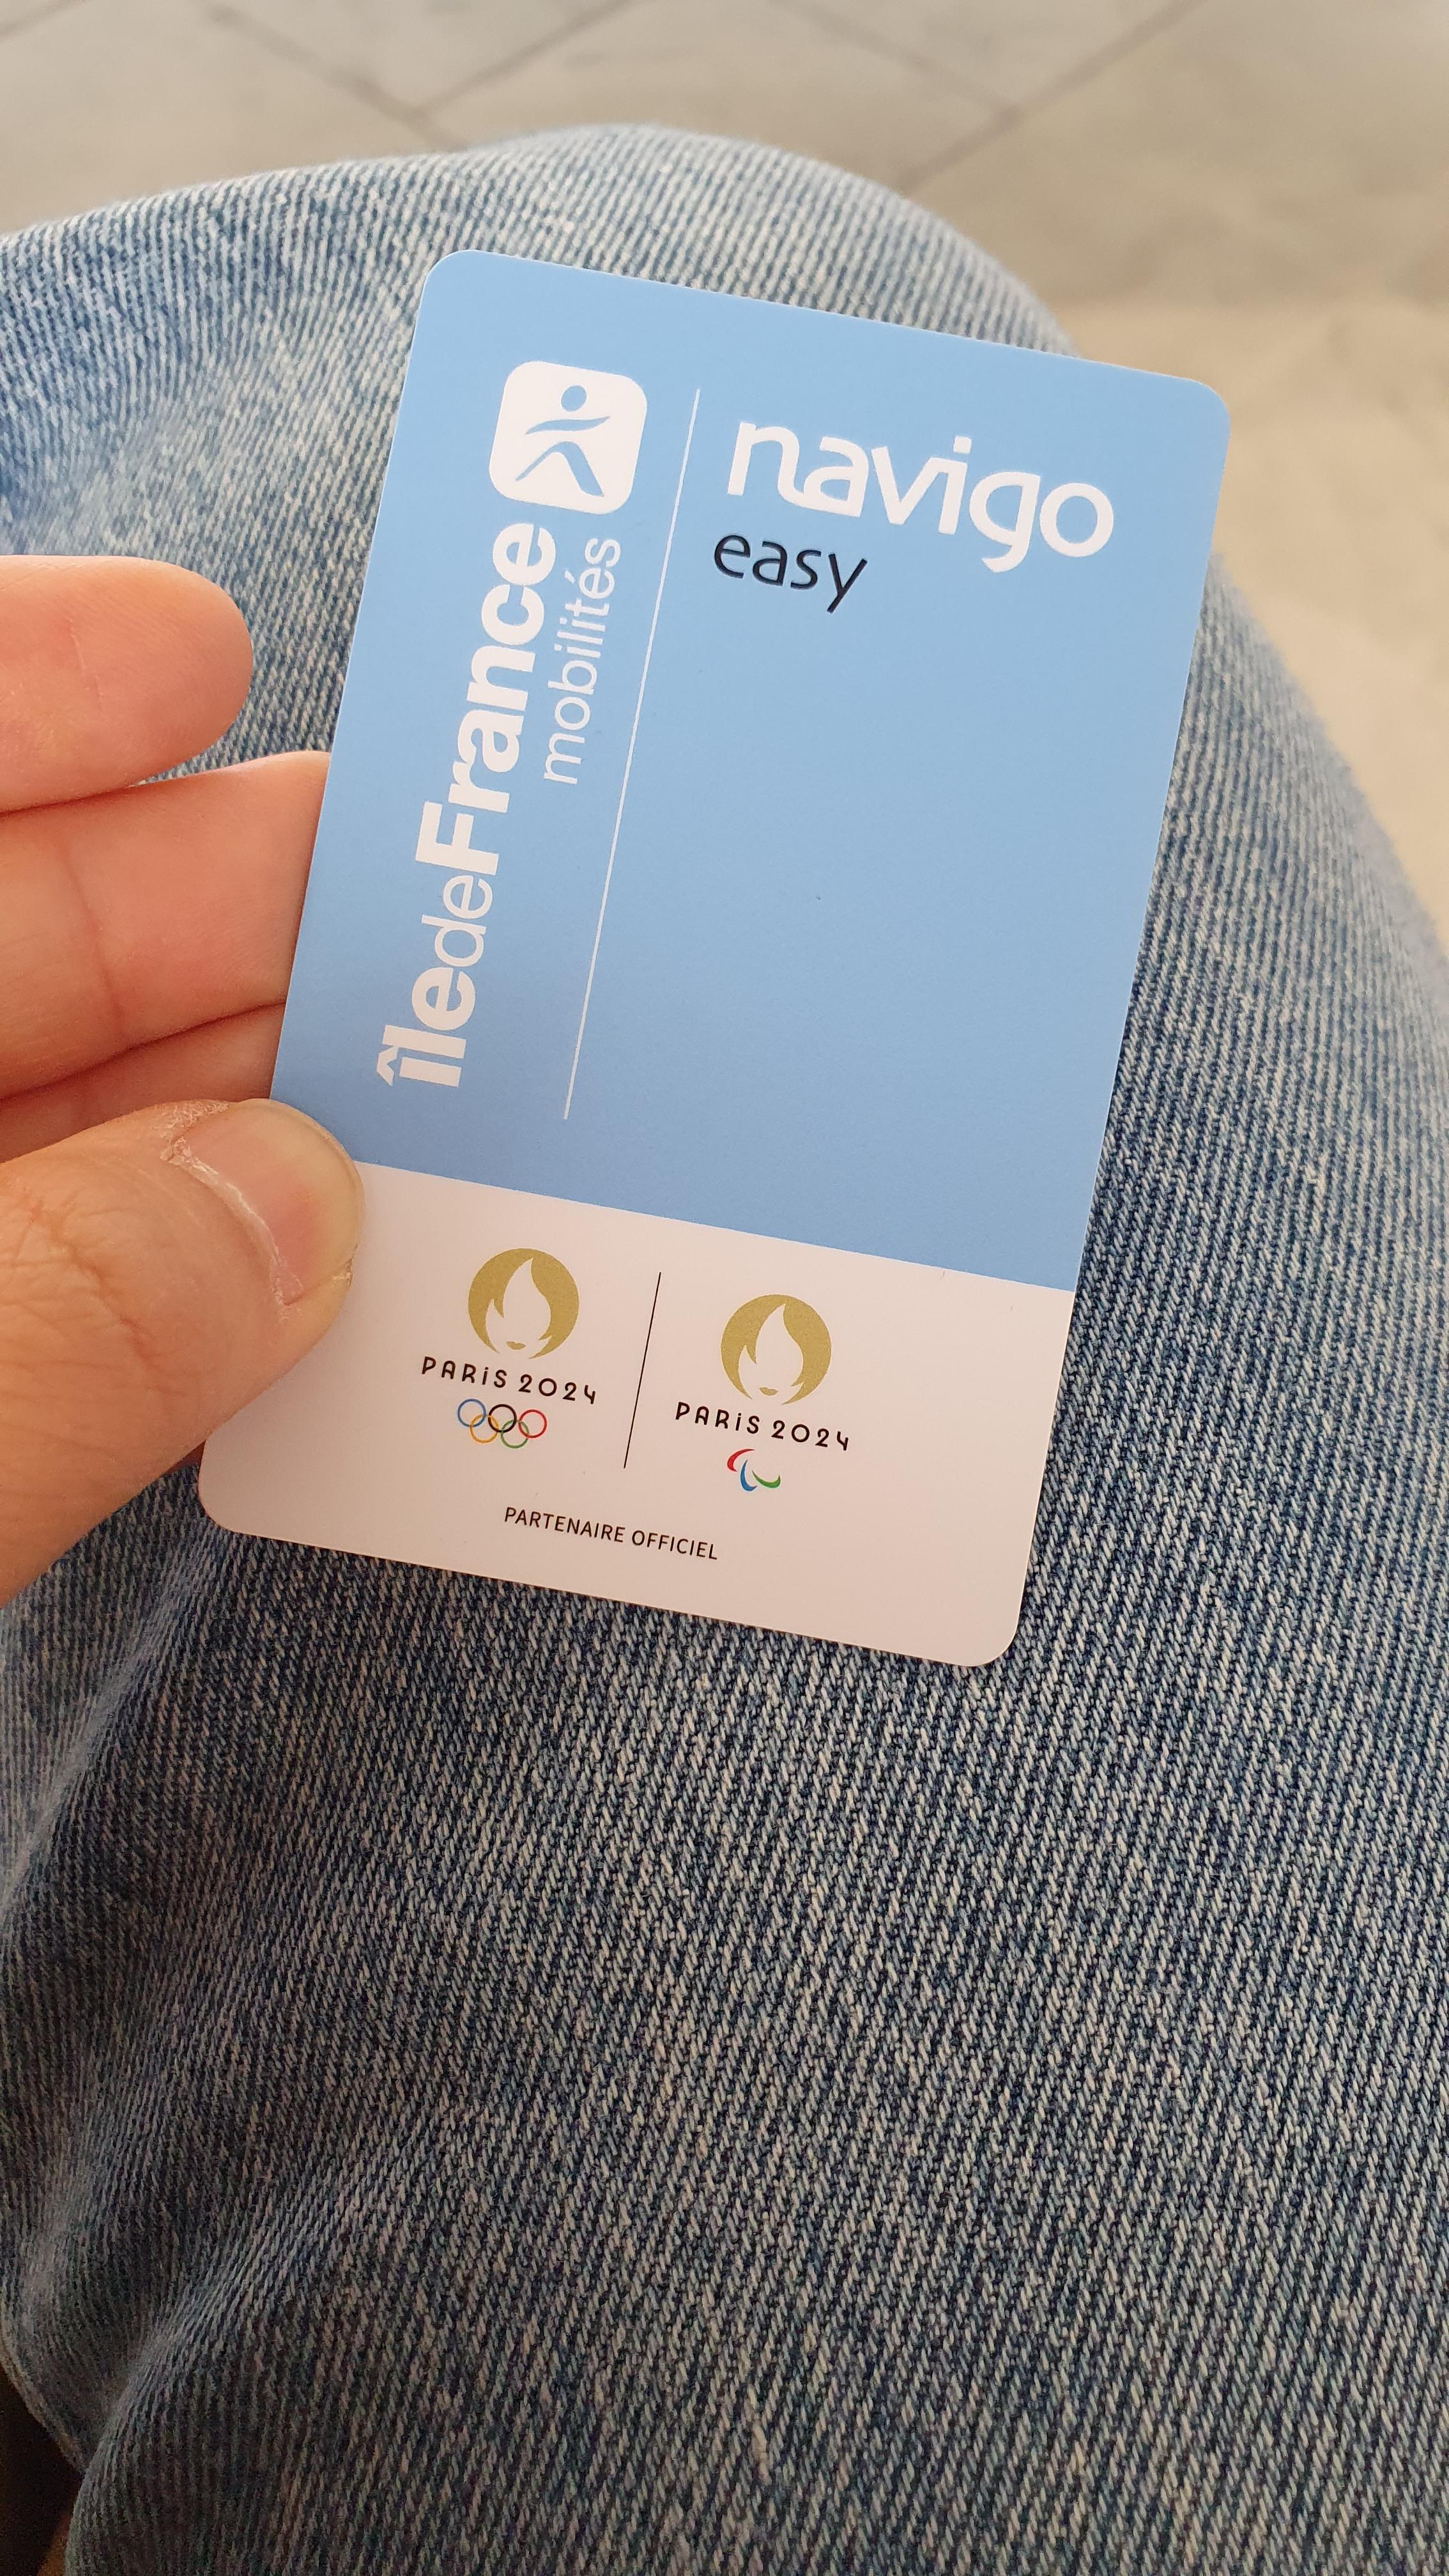 navigo
easy
îledeFrance
mobilités
PARiS 2024
PARiS 2024
PARTENAIRE OFFICIEL